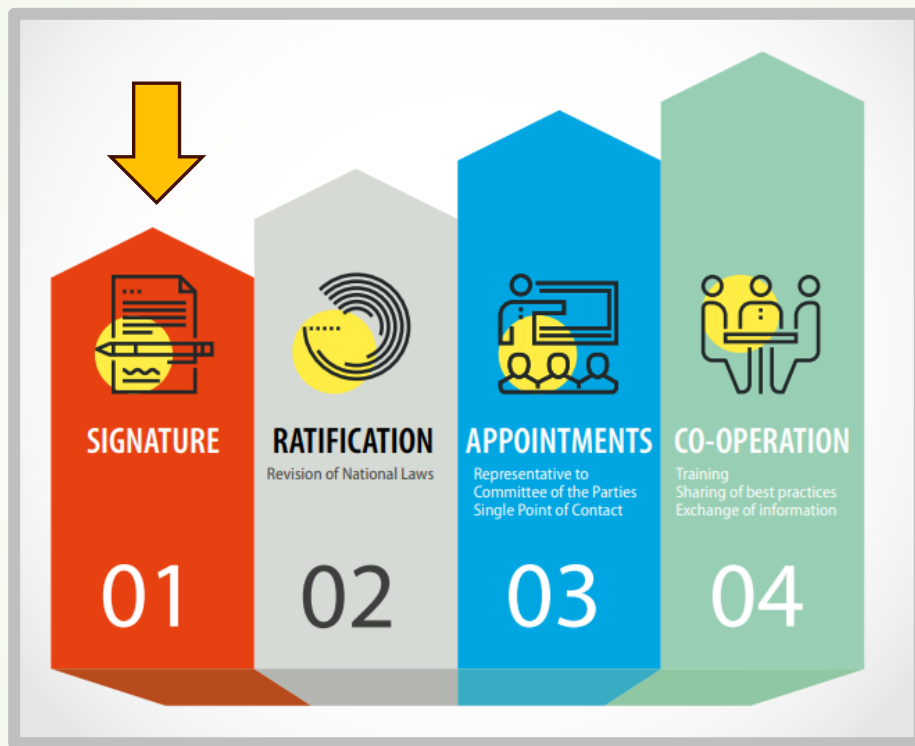 SIGNATURE
01
RATIFICATION
Revision of National Laws
02
APPOINTMENTS
Representative to
Committee of the Parties
Single Point of Contact
03
CO-OPERATION
Training
Sharing of best practices
Exchange of information
04